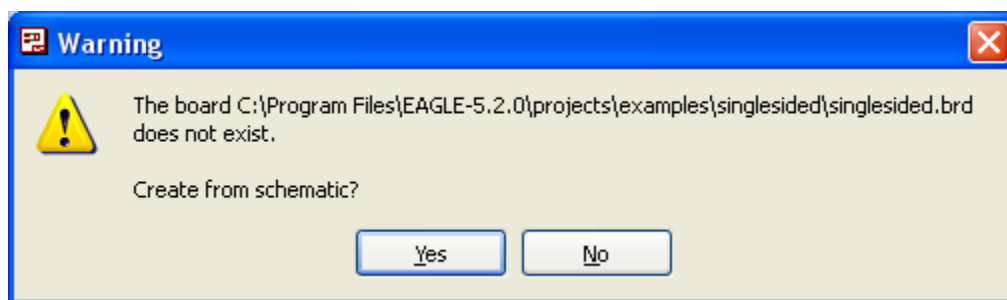 Warning
The board C:\Program Files\EAGLE-5.2.0\projects\examples\singlesided\singlesided.brd
does not exist.
Create from schematic?
Yes
No